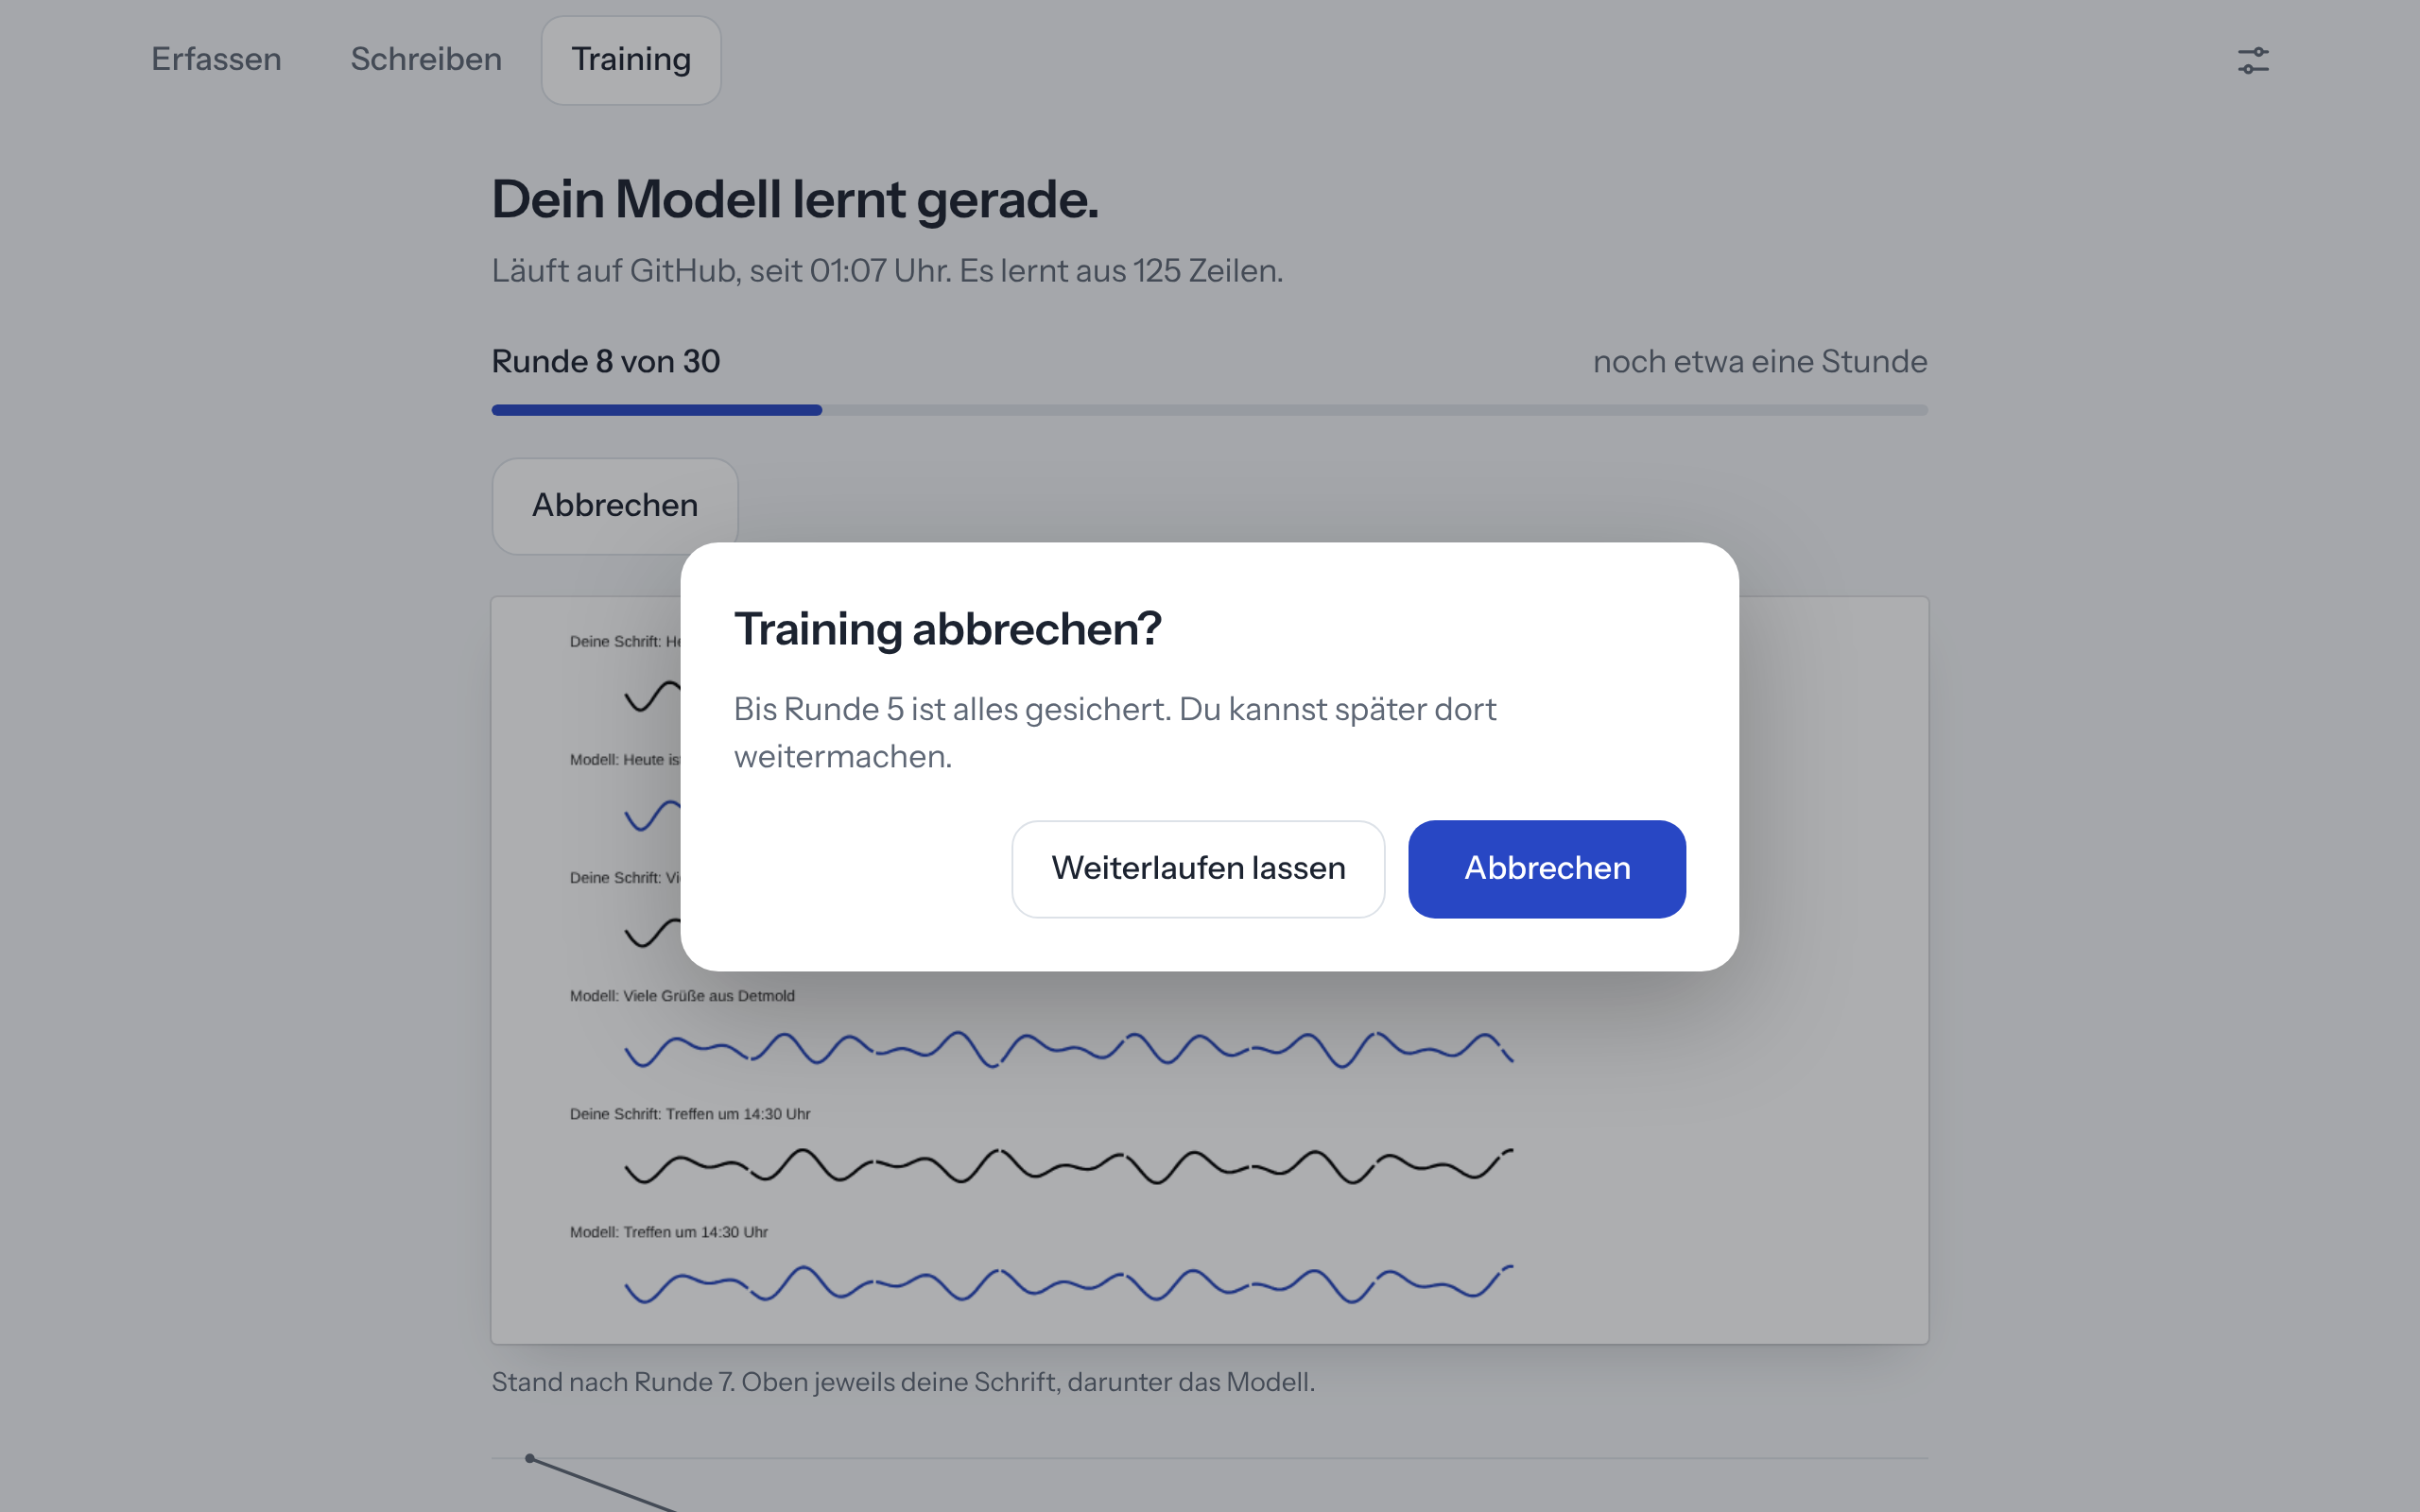 Erfassen Schreiben Training
Dein Modell lernt gerade.
Läuft auf GitHub, seit 01:07 Uhr. Es lernt aus 125 Zeilen.
Runde 8 von 30 noch etwa eine Stunde
Abbrechen
Training abbrechen?
Bis Runde 5 ist alles gesichert. Du kannst später dort
weitermachen.
Weiterlaufen lassen Abbrechen
Deine Schrift:
Modell: Heute
Deine Schrift:
Modell: Viele Grüße aus Detmold
Deine Schrift: Treffen um 14:30 Uhr
Modell: Treffen um 14:30 Uhr
Stand nach Runde 7. Oben jeweils deine Schrift, darunter das Modell.